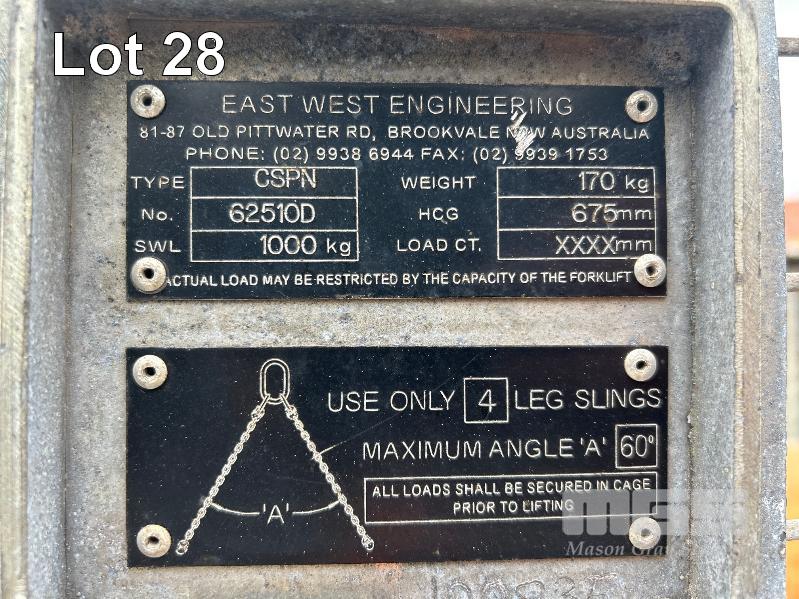 Lot 28
EAST WEST ENGINEERING
81-87 OLD PITTWATER RD, BROOKVALE NSW AUSTRALIA
PHONE: (02) 9938 6944 FAX: (02) 9939 1753
TYPE CSPN WEIGHT 170 kg
No. 62510D HCG 675mm
SWL 1000 kg LOAD CT. XXXXmm
ACTUAL LOAD MAY BE RESTRICTED BY THE CAPACITY OF THE FORKLIFT
USE ONLY 4 LEG SLINGS
MAXIMUM ANGLE 'A' 60°
'A'
ALL LOADS SHALL BE SECURED IN CAGE
PRIOR TO LIFTING
Mason